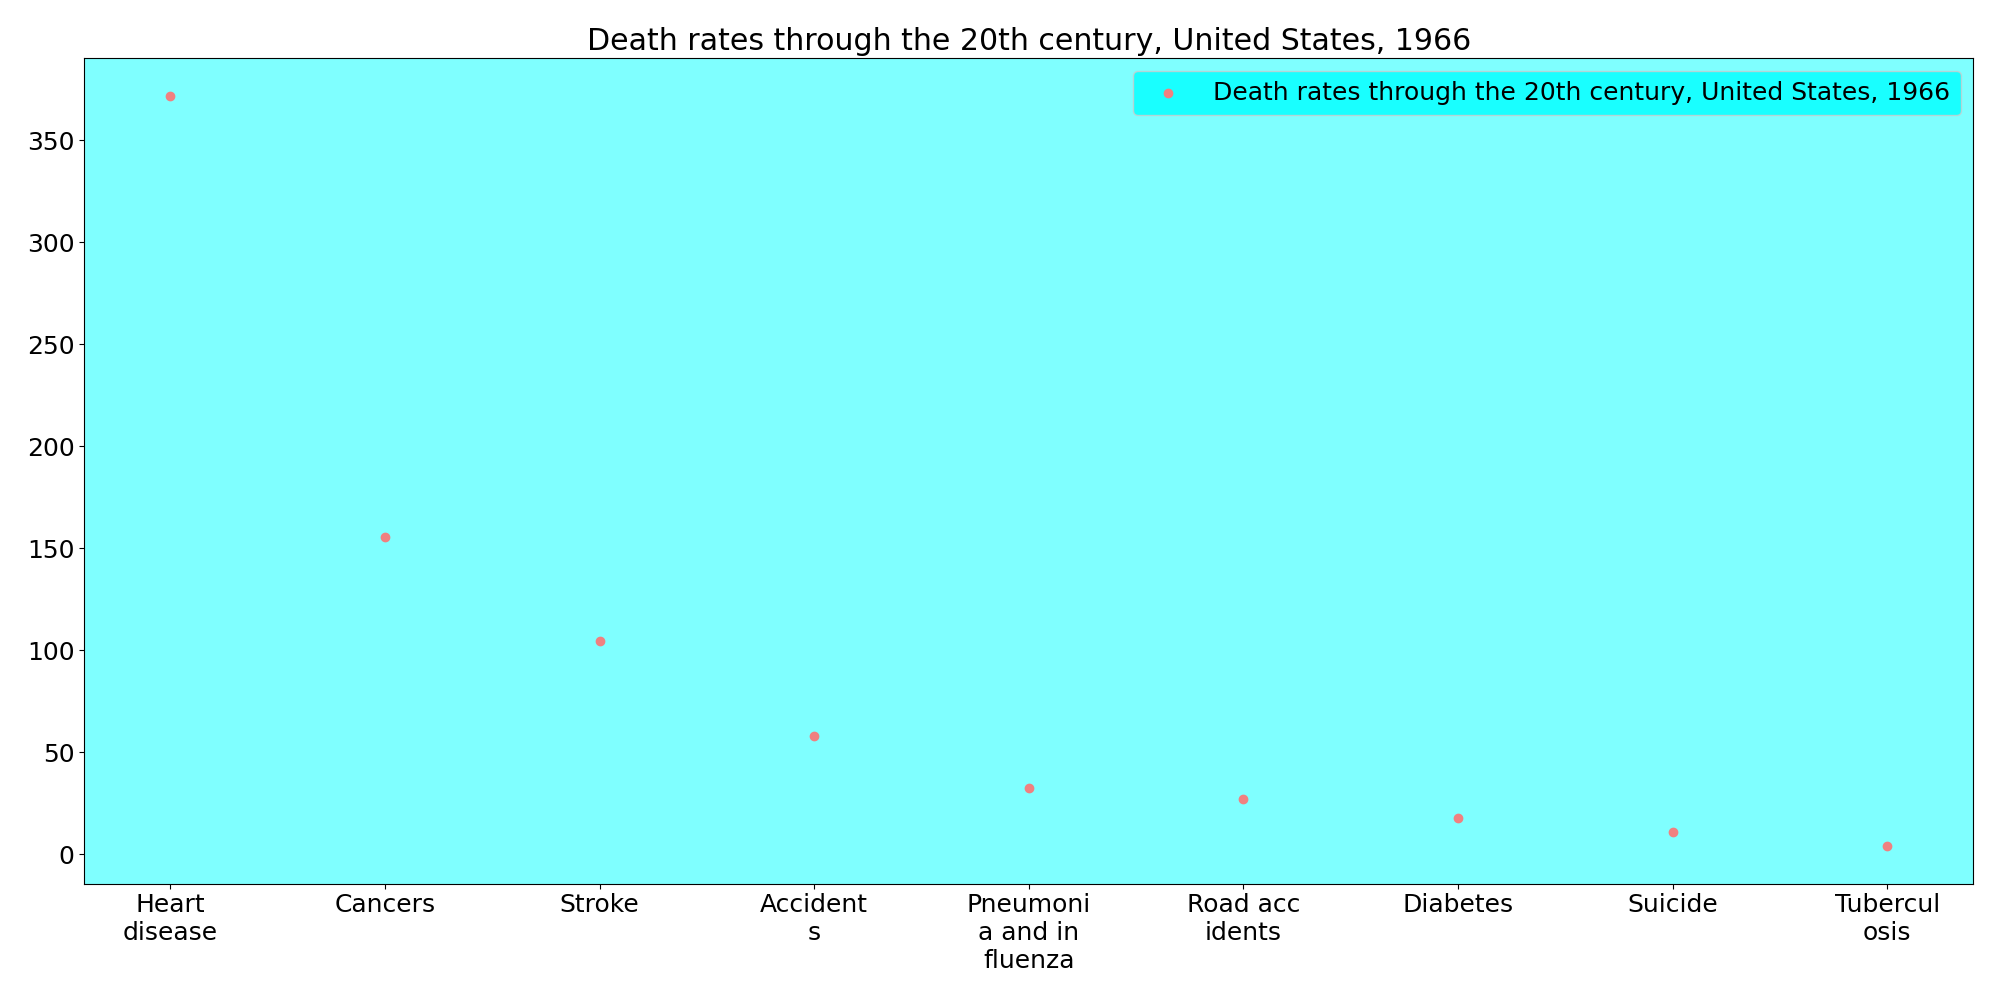 Death rates through the 20th century, United States, 1966
Death rates through the 20th century, United States, 1966
350
300
250
200
150
100
50
0
Heart
disease
Cancers
Stroke
Accident
s
Pneumoni
a and in
fluenza
Road acc
idents
Diabetes
Suicide
Tubercul
osis